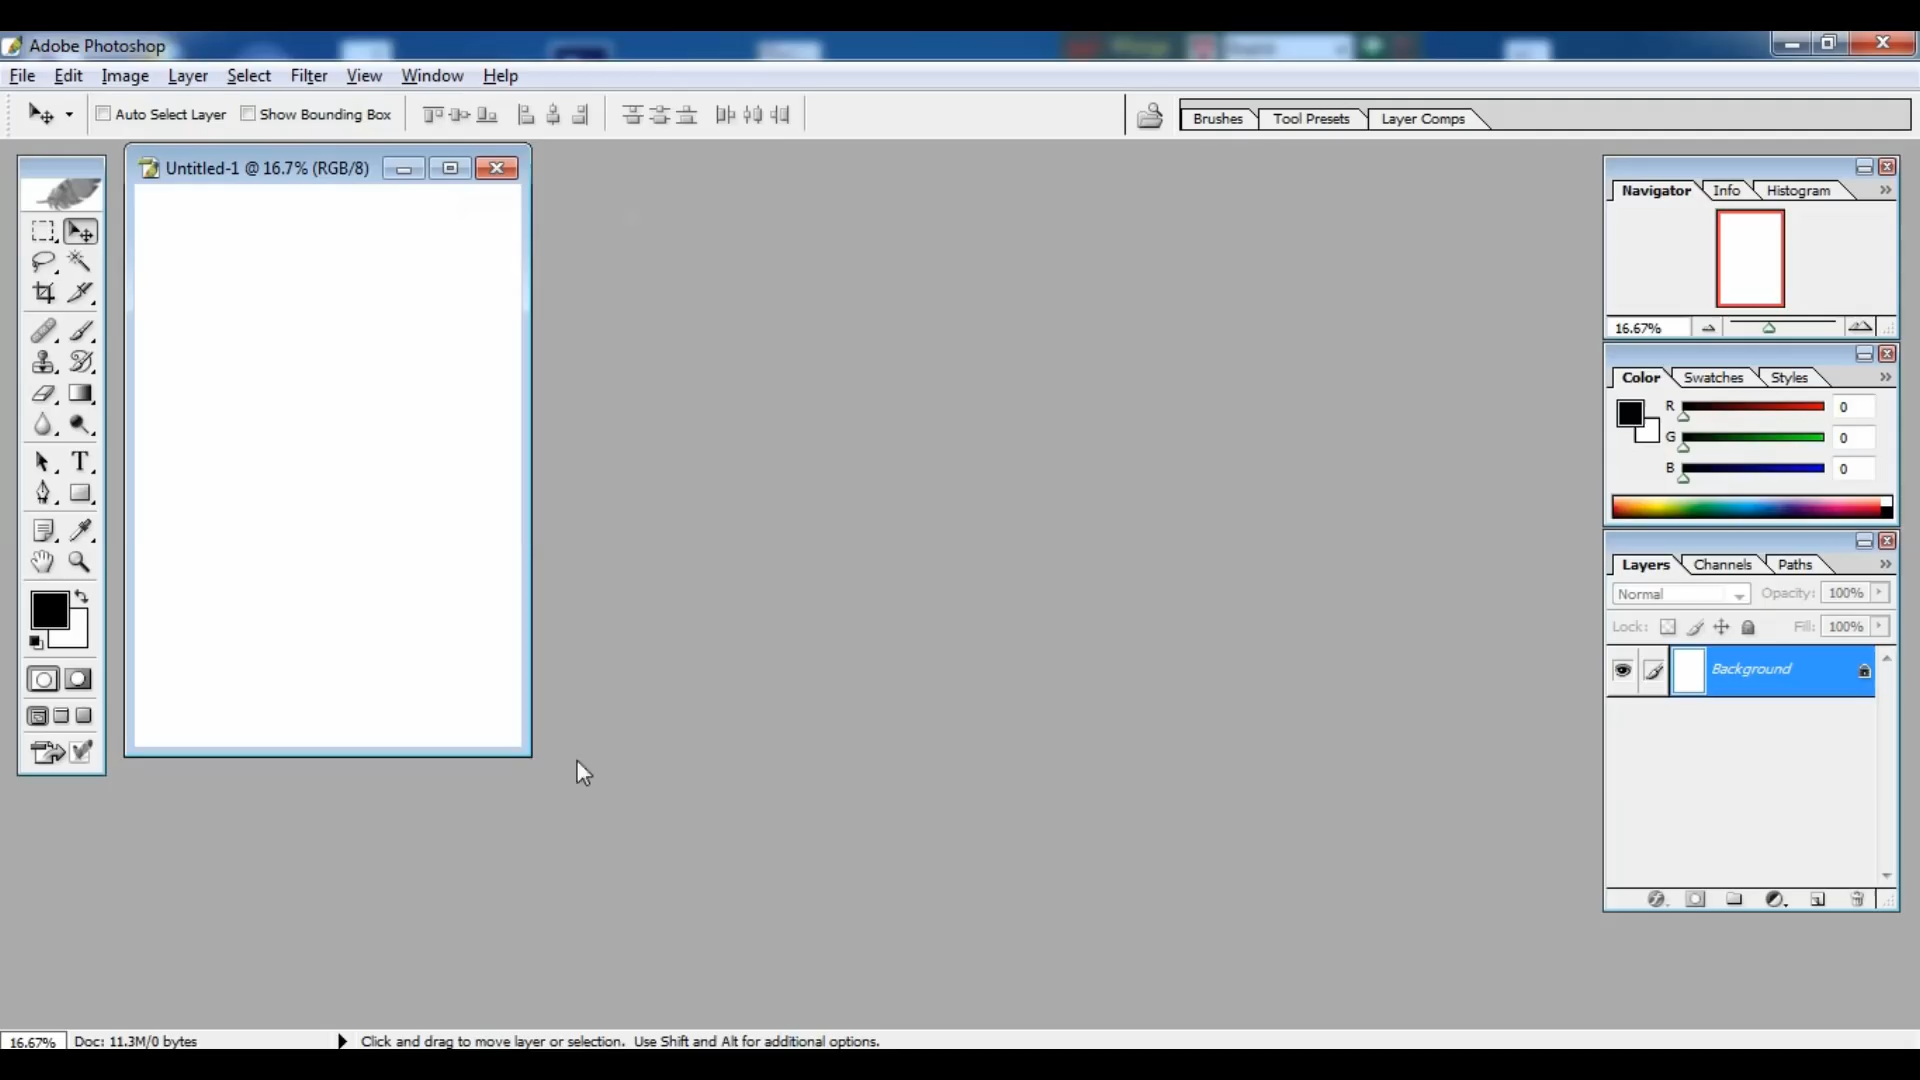 Adobe Photoshop
File Edit Image Layer Select Filter View Window Help
Auto Select Layer Show Bounding Box Brushes Tool Presets Layer Comps
Untitled-1 @ 16.7% (RGB/8)
Navigator Info Histogram
16.67%
Color Swatches Styles
R 0
G 0
B 0
Layers Channels Paths
Normal Opacity: 100%
Lock: Fill: 100%
Background
16.67% Doc: 11.3M/0 bytes Click and drag to move layer or selection. Use Shift and Alt for additional options.